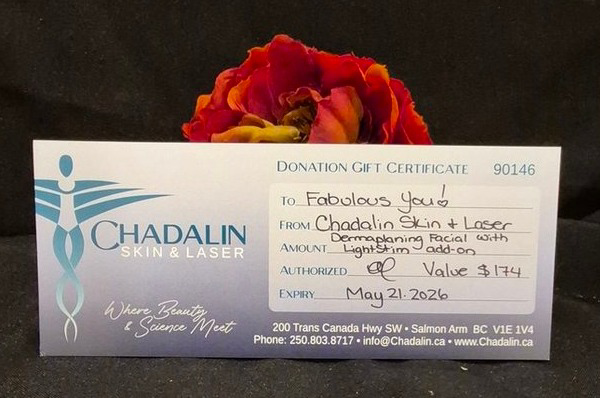 DONATION GIFT CERTIFICATE 90146
TO Fabulous You!
FROM Chadalin Skin + Laser
Dermaplaning Facial with
AMOUNT LightStim add-on
AUTHORIZED Value $174
EXPIRY May 21. 2026
CHADALIN
SKIN & LASER
Where Beauty
& Science Meet
200 Trans Canada Hwy SW • Salmon Arm BC V1E 1V4
Phone: 250.803.8717 • info@Chadalin.ca • www.Chadalin.ca